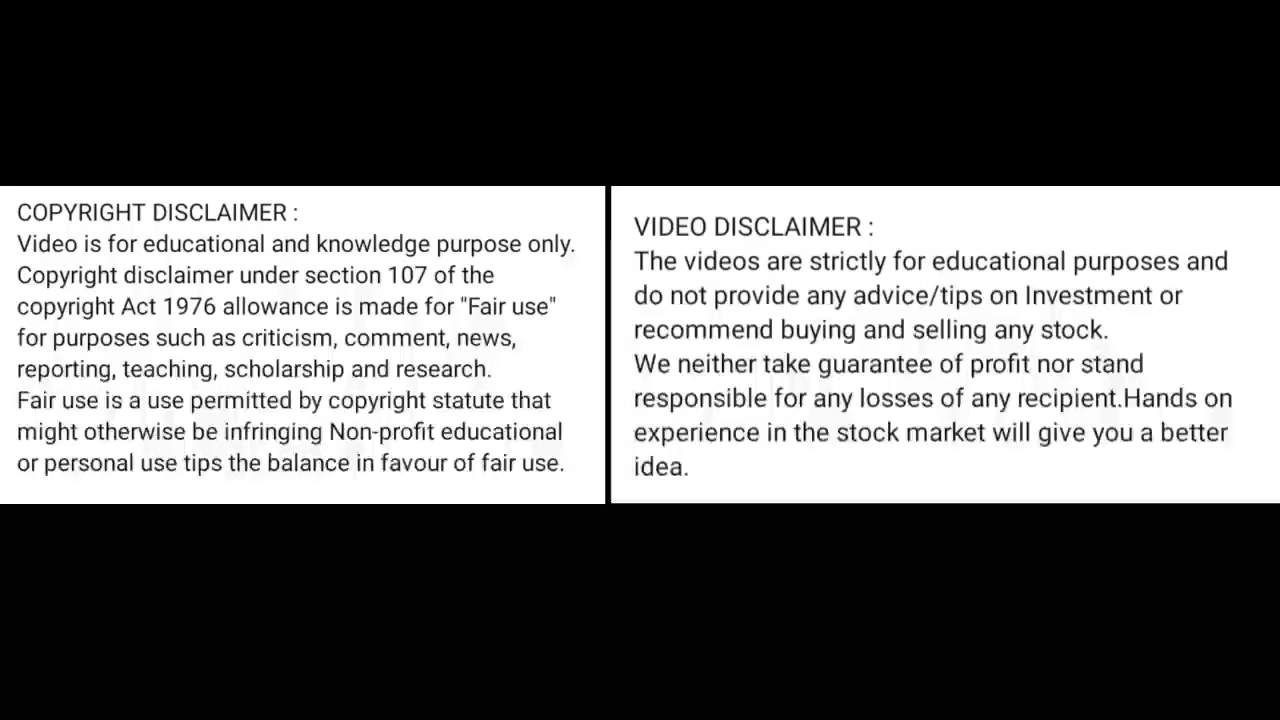 COPYRIGHT DISCLAIMER :
Video is for educational and knowledge purpose only.
Copyright disclaimer under section 107 of the
copyright Act 1976 allowance is made for "Fair use"
for purposes such as criticism, comment, news,
reporting, teaching, scholarship and research.
Fair use is a use permitted by copyright statute that
might otherwise be infringing Non-profit educational
or personal use tips the balance in favour of fair use.
VIDEO DISCLAIMER :
The videos are strictly for educational purposes and
do not provide any advice/tips on Investment or
recommend buying and selling any stock.
We neither take guarantee of profit nor stand
responsible for any losses of any recipient.Hands on
experience in the stock market will give you a better
idea.